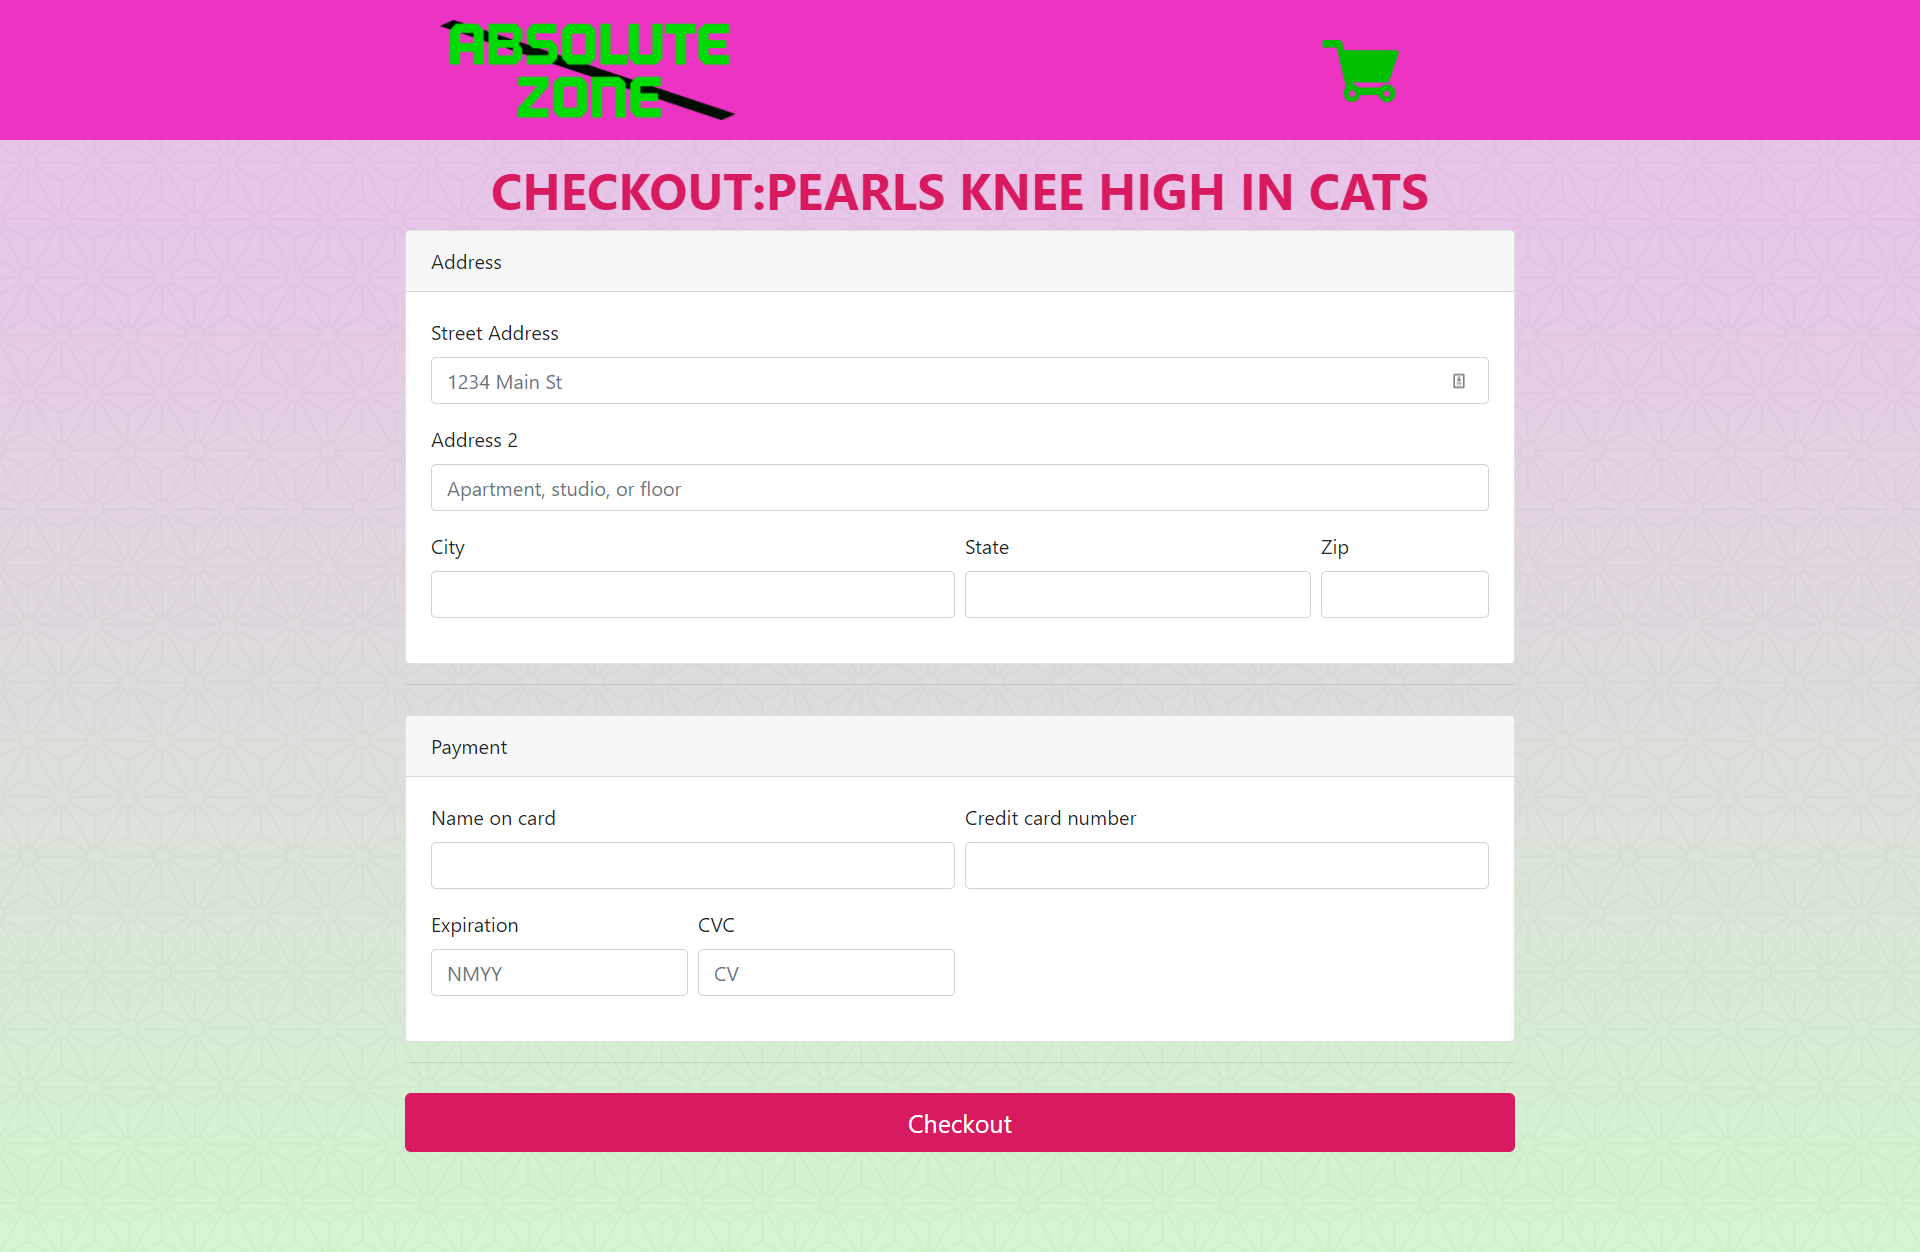 ABSOLUTE
ZONE
CHECKOUT:PEARLS KNEE HIGH IN CATS
Address
Street Address
1234 Main St
Address 2
Apartment, studio, or floor
City State Zip
Payment
Name on card Credit card number
Expiration CVC
NMYY CV
Checkout